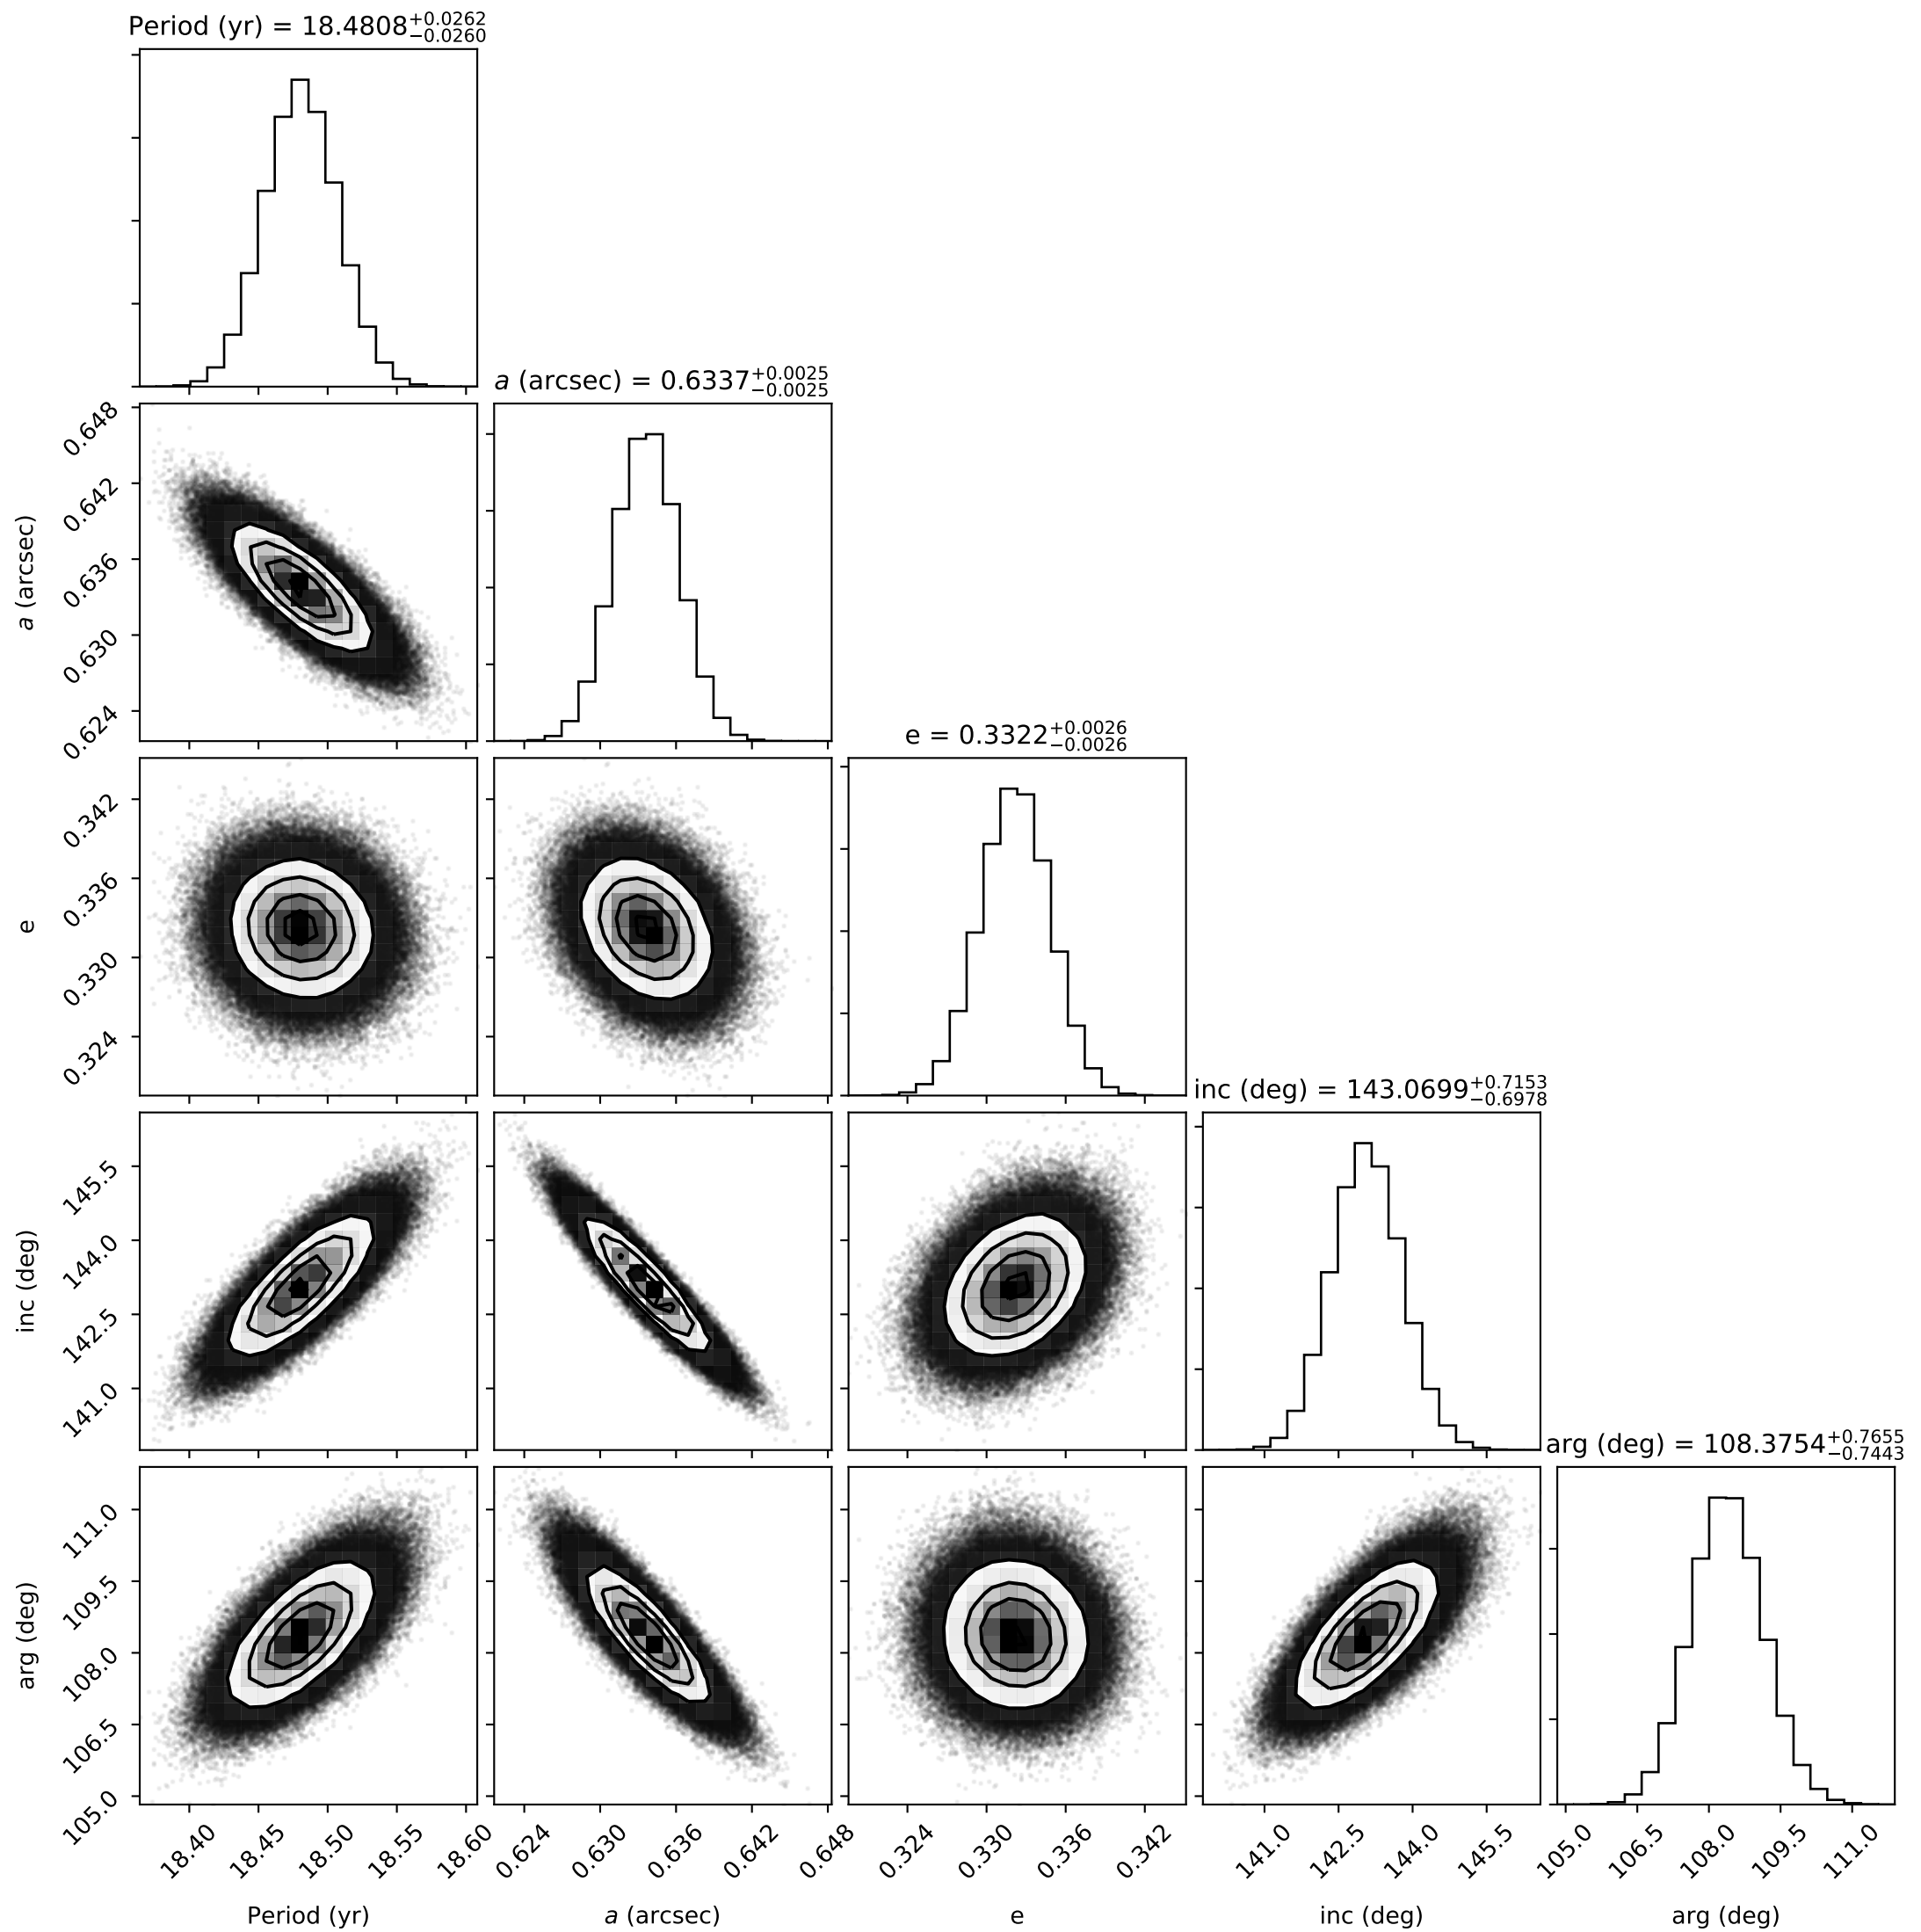 Period (yr) = 18.4808+0.0262 −0.0260
a (arcsec) = 0.6337+0.0025 −0.0025
0.648
0.642
0.636
0.630
0.624
a (arcsec)
e = 0.3322+0.0026 −0.0026
0.342
0.336
0.330
0.324
e
inc (deg) = 143.0699+0.7153 −0.6978
145.5
144.0
142.5
141.0
inc (deg)
arg (deg) = 108.3754+0.7655 −0.7443
111.0
109.5
108.0
106.5
105.0
arg (deg)
18.40 18.45 18.50 18.55 18.60 0.624 0.630 0.636 0.642 0.648 0.324 0.330 0.336 0.342 141.0 142.5 144.0 145.5 105.0 106.5 108.0 109.5 111.0
Period (yr) a (arcsec) e inc (deg) arg (deg)